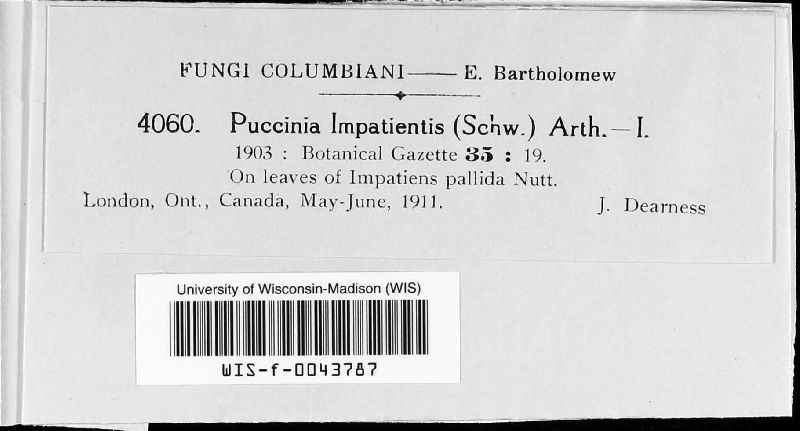 FUNGI COLUMBIANI—— E. Bartholomew
4060. Puccinia Impatientis (Schw.) Arth.—I.
1903 : Botanical Gazette 35 : 19.
On leaves of Impatiens pallida Nutt.
London, Ont., Canada, May-June, 1911. J. Dearness
University of Wisconsin-Madison (WIS)
WIS-f-0043787